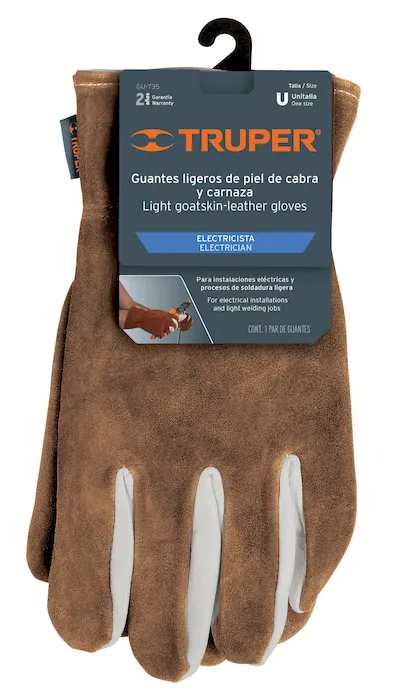 GU-735
2 Garantía
Warranty
Talla / Size
U Unitalla
One size
TRUPER®
Guantes ligeros de piel de cabra
y carnaza
Light goatskin-leather gloves
ELECTRICISTA
ELECTRICIAN
Para instalaciones eléctricas y
procesos de soldadura ligera
For electrical installations
and light welding jobs
CONT. 1 PAR DE GUANTES
TRUPER